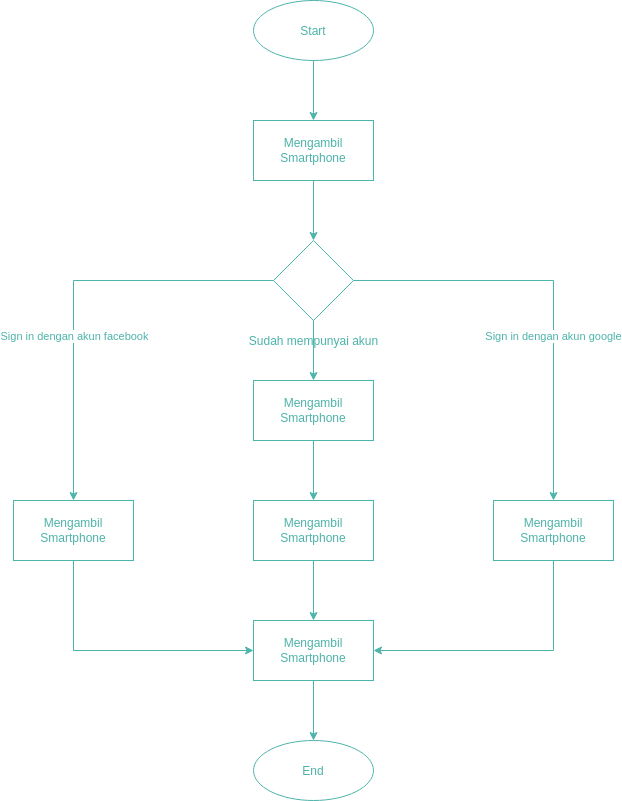 Start
Mengambil
Smartphone
Sign in dengan akun facebook
Sudah mempunyai akun
Sign in dengan akun google
Mengambil
Smartphone
Mengambil
Smartphone
Mengambil
Smartphone
Mengambil
Smartphone
Mengambil
Smartphone
End